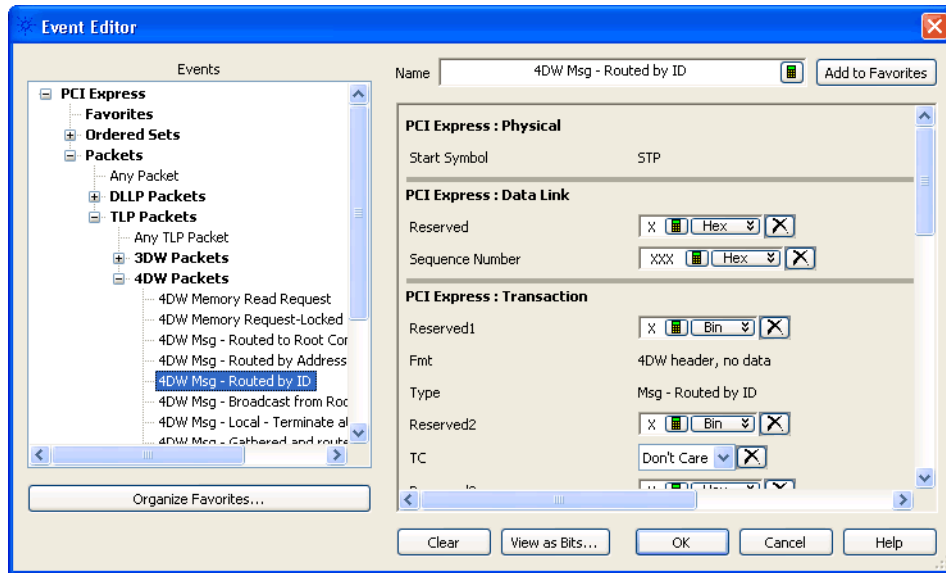 Event Editor
Events
PCI Express
Favorites
Ordered Sets
Packets
Any Packet
DLLP Packets
TLP Packets
Any TLP Packet
3DW Packets
4DW Packets
4DW Memory Read Request
4DW Memory Request-Locked
4DW Msg - Routed to Root Cor
4DW Msg - Routed by Address
4DW Msg - Routed by ID
4DW Msg - Broadcast from Roo
4DW Msg - Local - Terminate at
4DW Msg - Gathered and route
Organize Favorites...
Name 4DW Msg - Routed by ID Add to Favorites
PCI Express : Physical
Start Symbol STP
PCI Express : Data Link
Reserved X Hex X
Sequence Number XXX Hex X
PCI Express : Transaction
Reserved1 X Bin X
Fmt 4DW header, no data
Type Msg - Routed by ID
Reserved2 X Bin X
TC Don't Care X
Clear View as Bits... OK Cancel Help